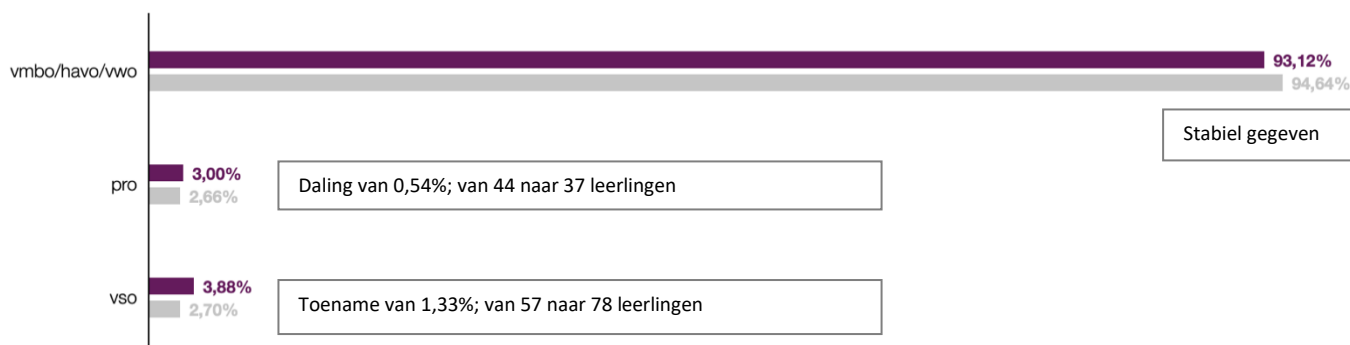 vmbo/havo/vwo
93,12%
94,64%
Stabiel gegeven
pro
3,00%
2,66%
Daling van 0,54%; van 44 naar 37 leerlingen
vso
3,88%
2,70%
Toename van 1,33%; van 57 naar 78 leerlingen